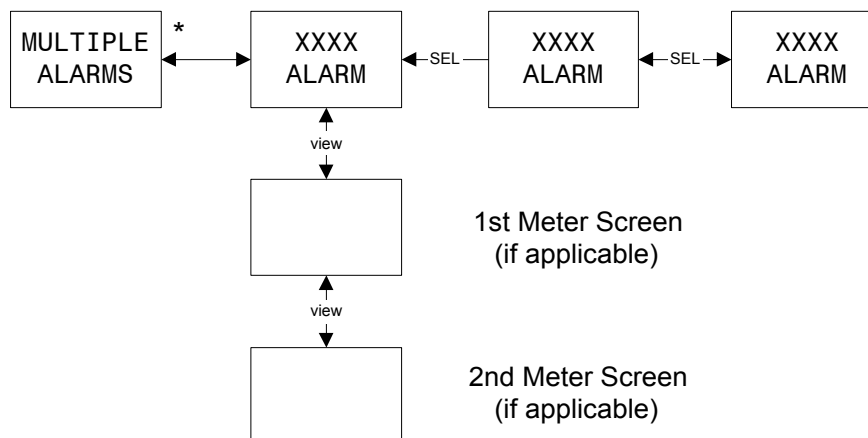 MULTIPLE
ALARMS
*
XXXX
ALARM
SEL
XXXX
ALARM
SEL
XXXX
ALARM
view
1st Meter Screen
(if applicable)
view
2nd Meter Screen
(if applicable)